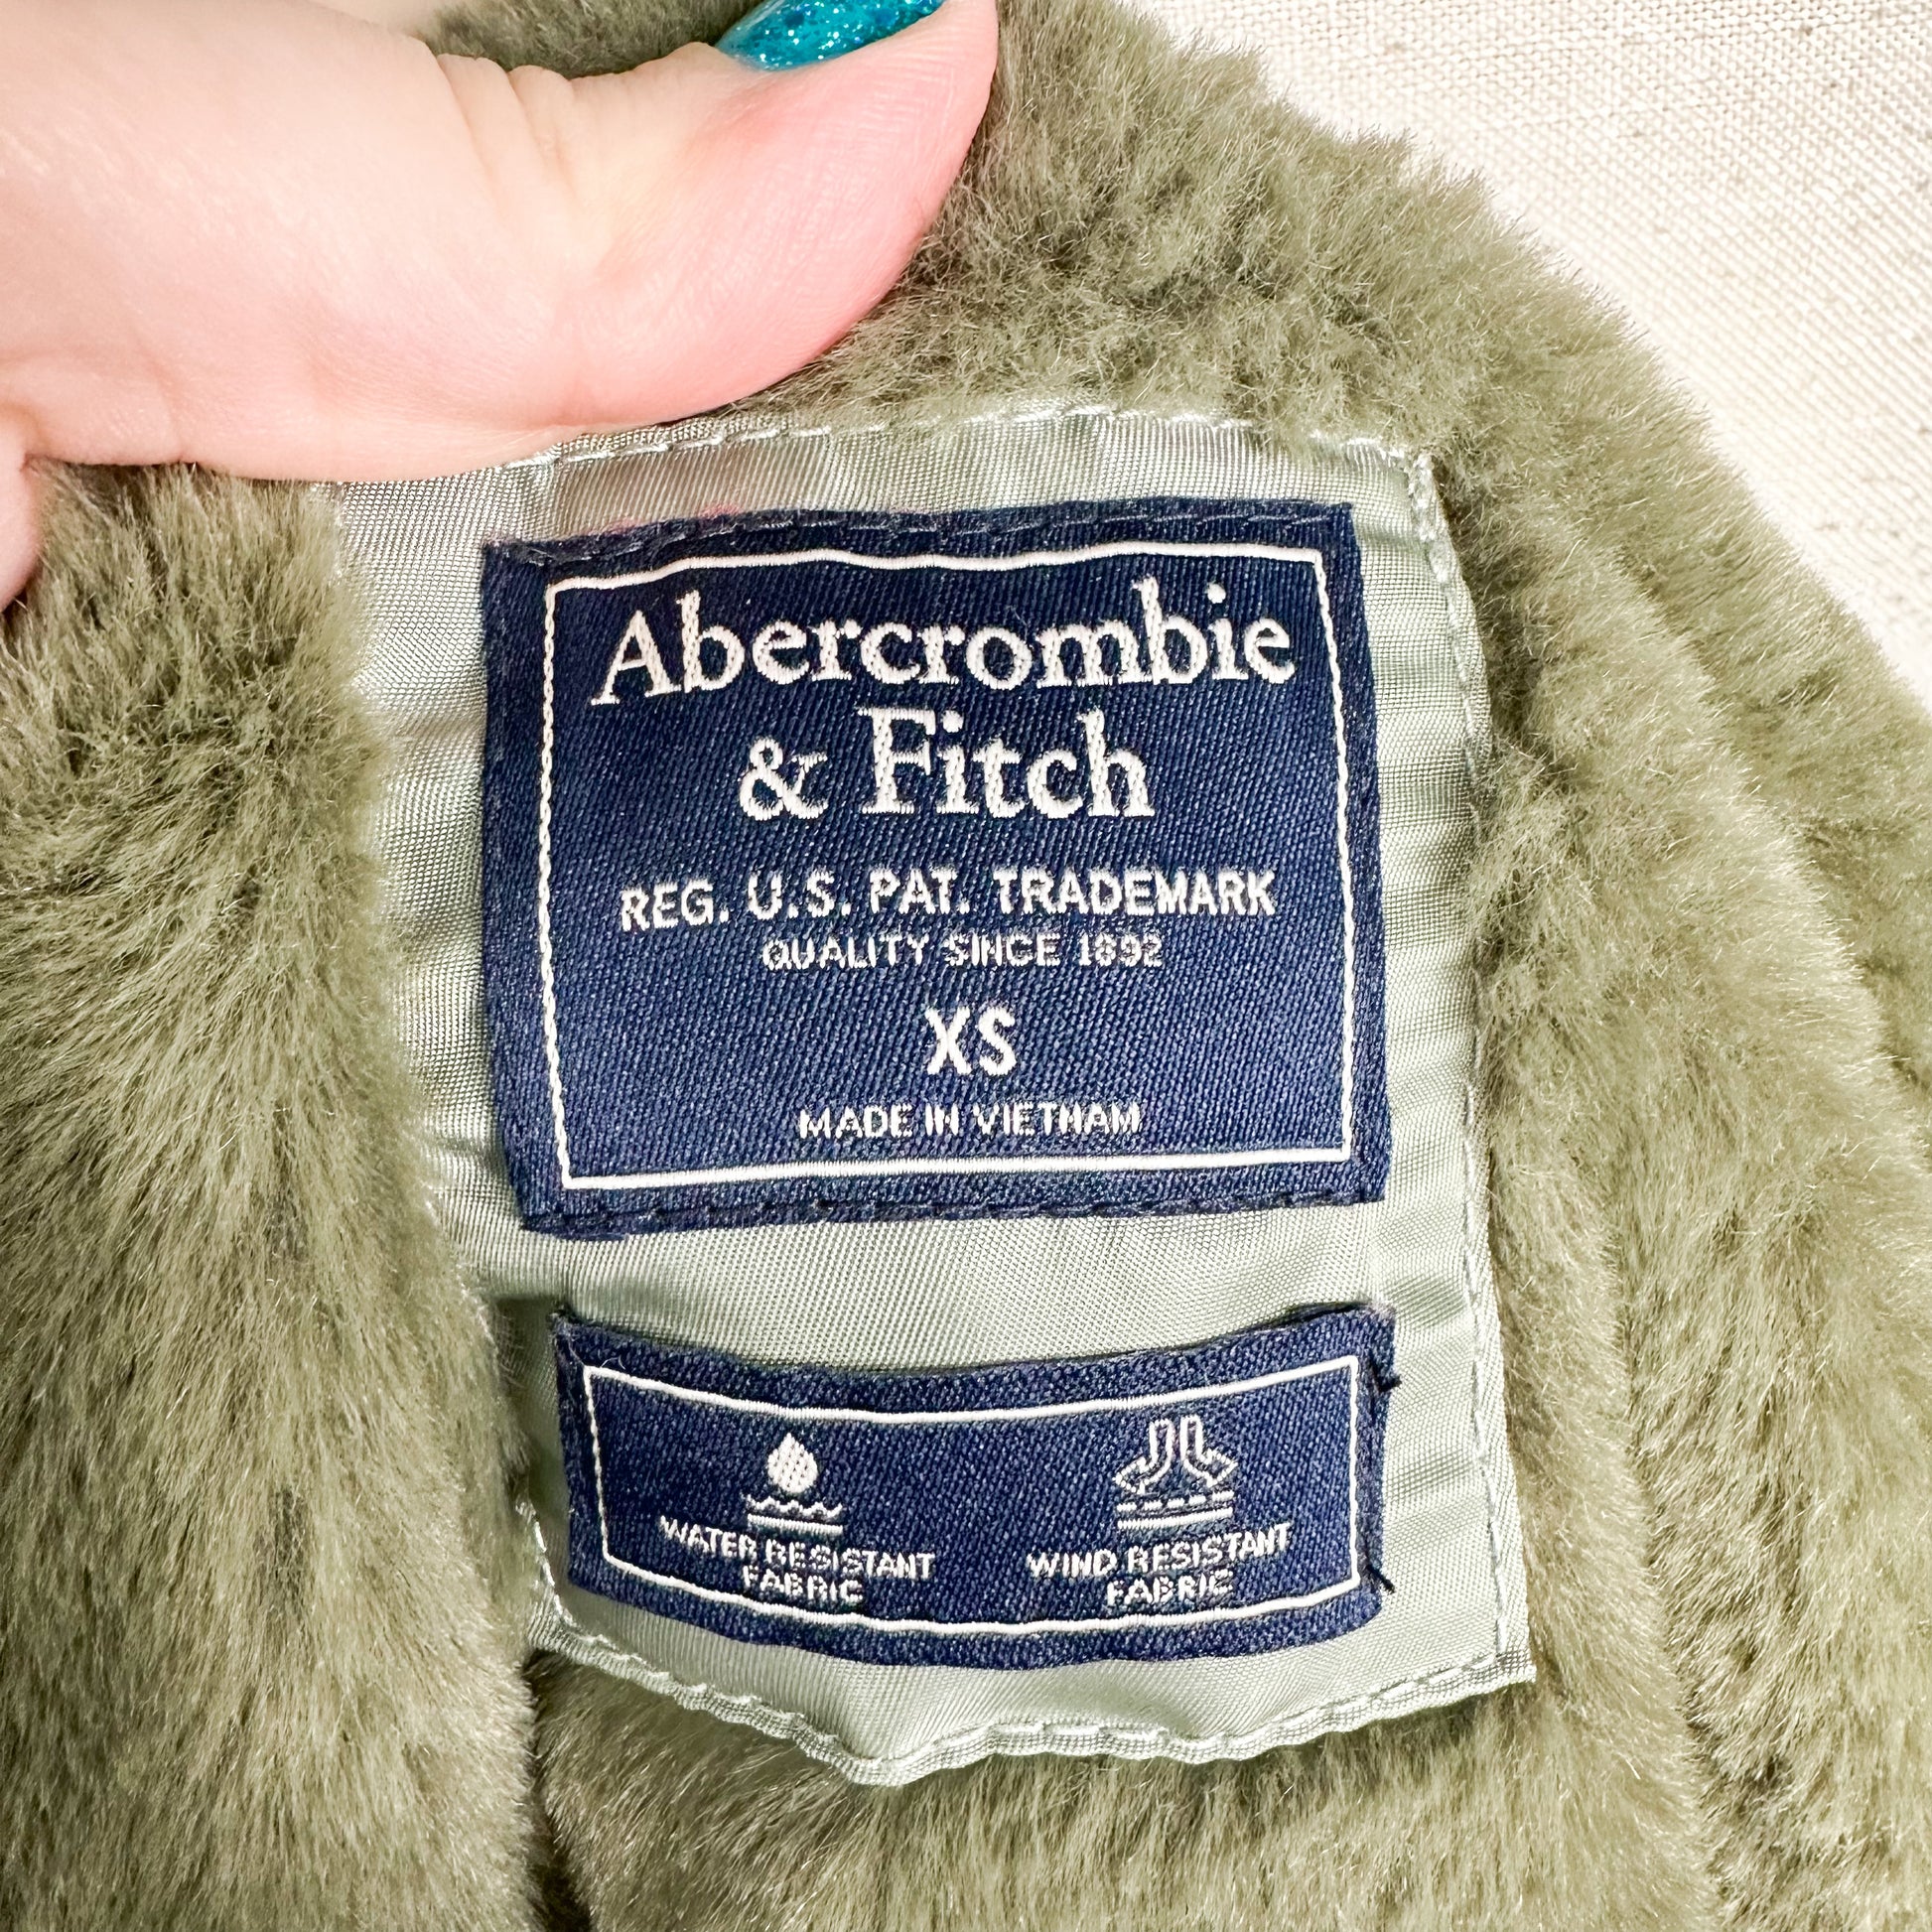 Abercrombie
& Fitch
REG. U.S. PAT. TRADEMARK
QUALITY SINCE 1892
XS
MADE IN VIETNAM
WATER RESISTANT
FABRIC
WIND RESISTANT
FABRIC